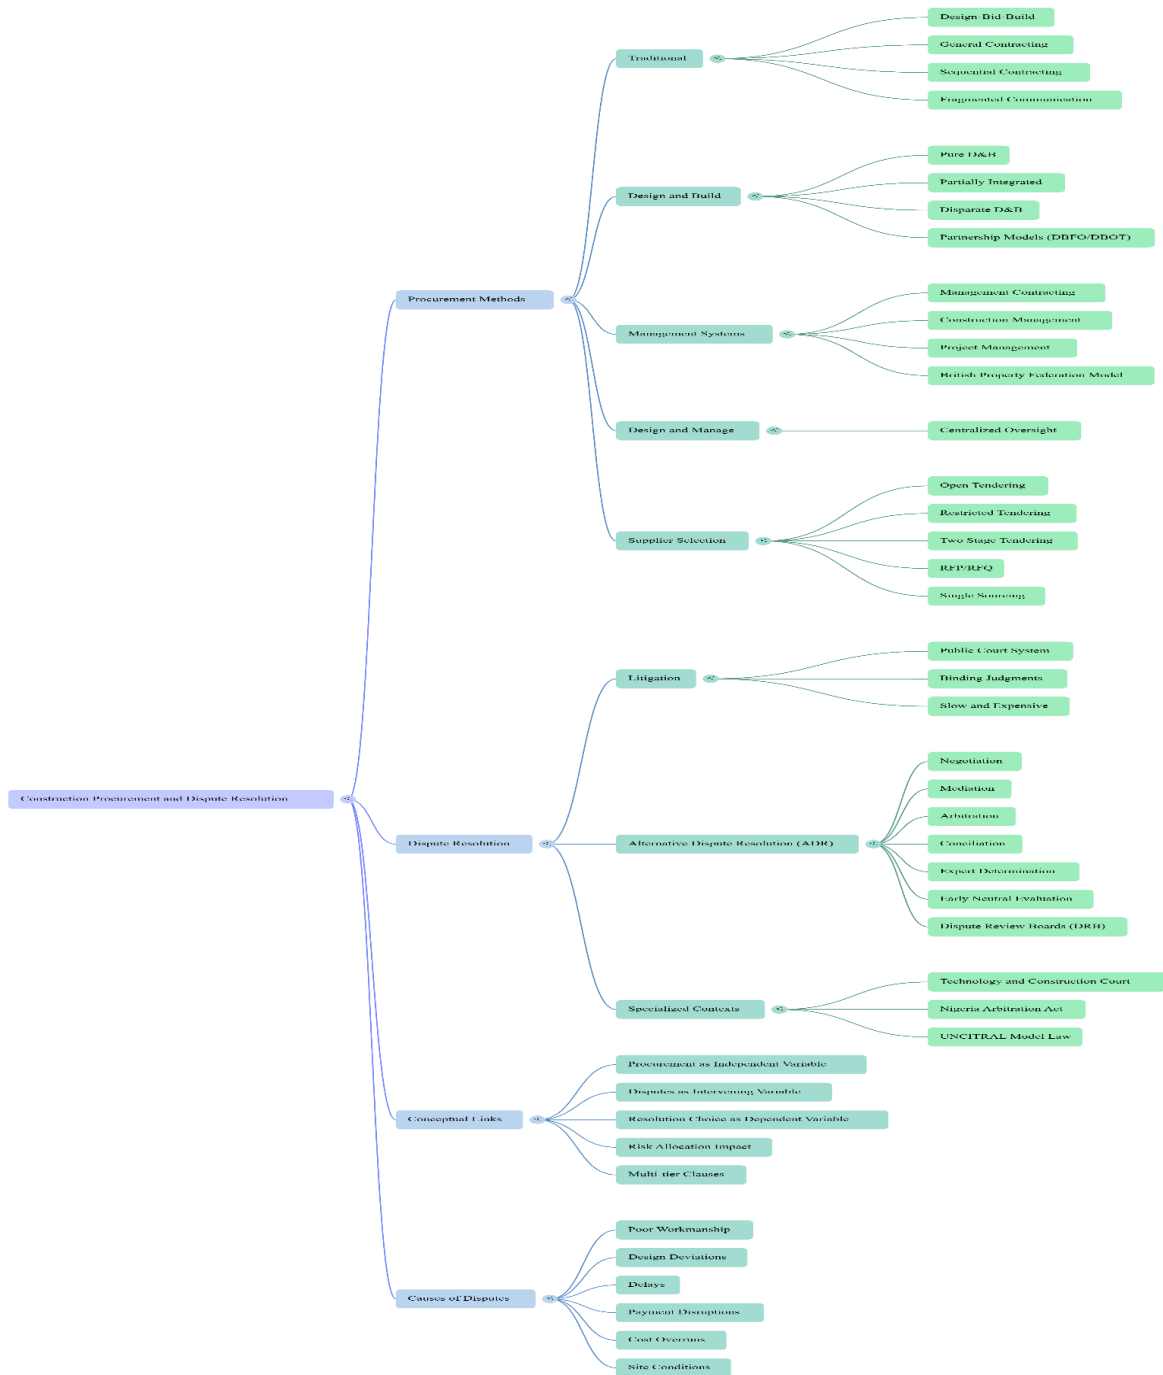 Construction Procurement and Dispute Resolution
Procurement Methods
Traditional
Design-Bid-Build
General Contracting
Sequential Contracting
Fragmented Communication
Design and Build
Pure D&B
Partially Integrated
Disparate D&B
Partnership Models (DBFO/DBOT)
Management Systems
Management Contracting
Construction Management
Project Management
British Property Federation Model
Design and Manage
Centralized Oversight
Supplier Selection
Open Tendering
Restricted Tendering
Two Stage Tendering
RFP/RFQ
Single Sourcing
Dispute Resolution
Litigation
Public Court System
Binding Judgments
Slow and Expensive
Alternative Dispute Resolution (ADR)
Negotiation
Mediation
Arbitration
Conciliation
Expert Determination
Early Neutral Evaluation
Dispute Review Boards (DRB)
Specialized Contexts
Technology and Construction Court
Nigeria Arbitration Act
UNCITRAL Model Law
Conceptual Links
Procurement as Independent Variable
Disputes as Intervening Variable
Resolution Choice as Dependent Variable
Risk Allocation Impact
Multi-tier Clauses
Causes of Disputes
Poor Workmanship
Design Deviations
Delays
Payment Disruptions
Cost Overruns
Site Conditions